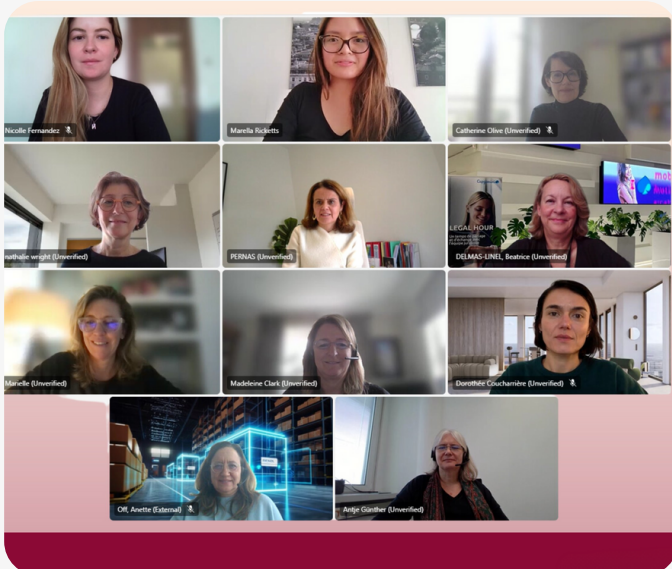 Nicolle Fernandez
Marella Ricketts
Catherine Olive (Unverified)
nathalie wright (Unverified)
PERNAS (Unverified)
LEGAL HOUR
DELMAS-LINEL, Beatrice (Unverified)
Marielle (Unverified)
Madeleine Clark (Unverified)
Dorothée Coucharrière (Unverified)
Off, Anette (External)
Antje Günther (Unverified)